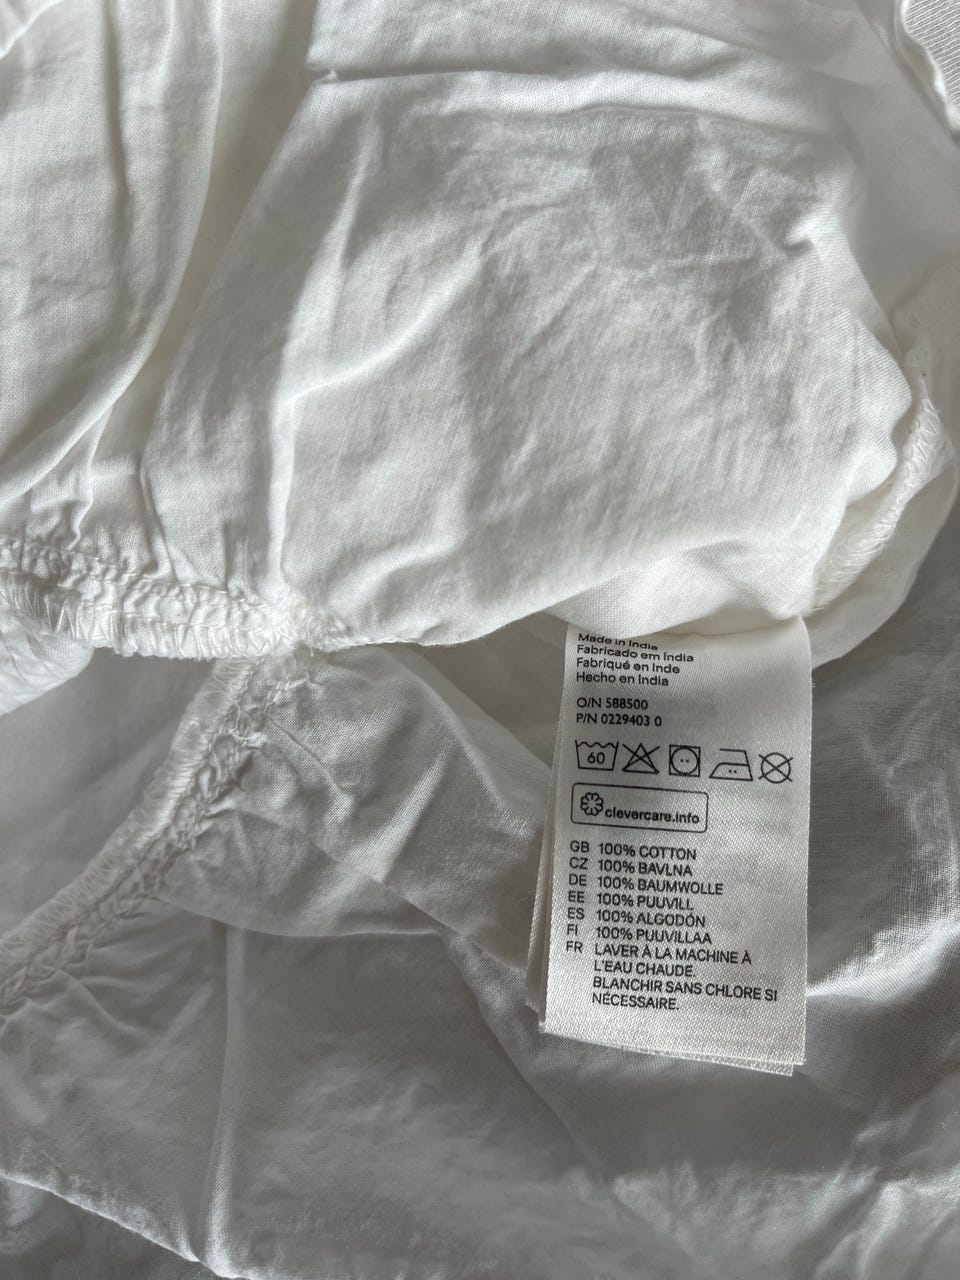 Made in India
Fabricado em Índia
Fabriqué en Inde
Hecho en India
O/N 588500
P/N 0229403 0
60
clevercare.info
GB 100% COTTON
CZ 100% BAVLNA
DE 100% BAUMWOLLE
EE 100% PUUVILL
ES 100% ALGODÓN
FI 100% PUUVILLAA
FR LAVER À LA MACHINE À
L'EAU CHAUDE.
BLANCHIR SANS CHLORE SI
NÉCESSAIRE.